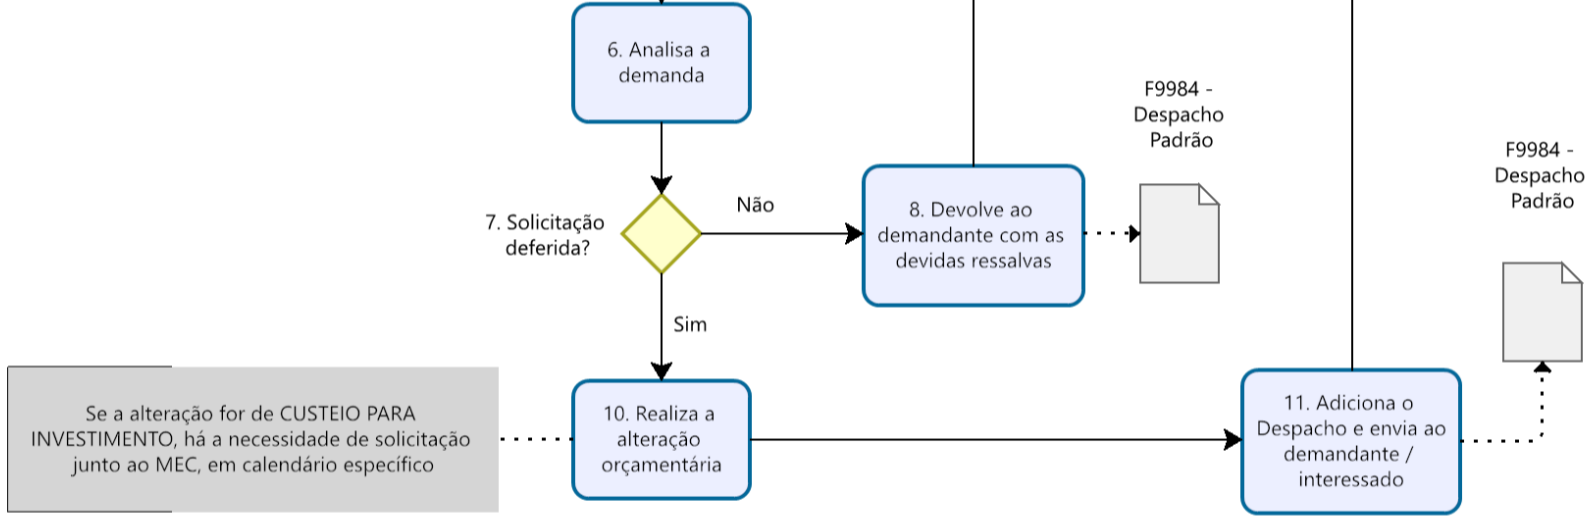 6. Analisa a
demanda
F9984 -
Despacho
Padrão
F9984 -
Despacho
Padrão
7. Solicitação
deferida?
Não
8. Devolve ao
demandante com as
devidas ressalvas
Sim
Se a alteração for de CUSTEIO PARA
INVESTIMENTO, há a necessidade de solicitação
junto ao MEC, em calendário específico
10. Realiza a
alteração
orçamentária
11. Adiciona o
Despacho e envia ao
demandante /
interessado